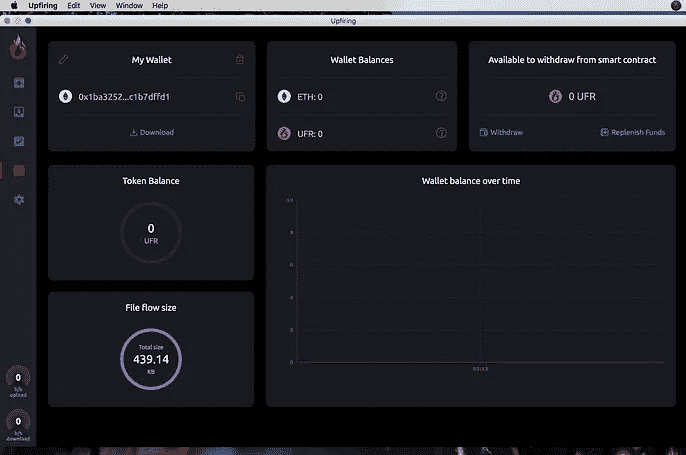 Upfiring Edit View Window Help
Upfiring
My Wallet
0x1ba3252...c1b7dffd1
Download
Wallet Balances
ETH: 0
UFR: 0
Available to withdraw from smart contract
0 UFR
Withdraw
Replenish Funds
Token Balance
0
UFR
Wallet balance over time
10
8
6
4
2
0
03:13
File flow size
Total size
439.14
KB
0
b/s
upload
0
b/s
download